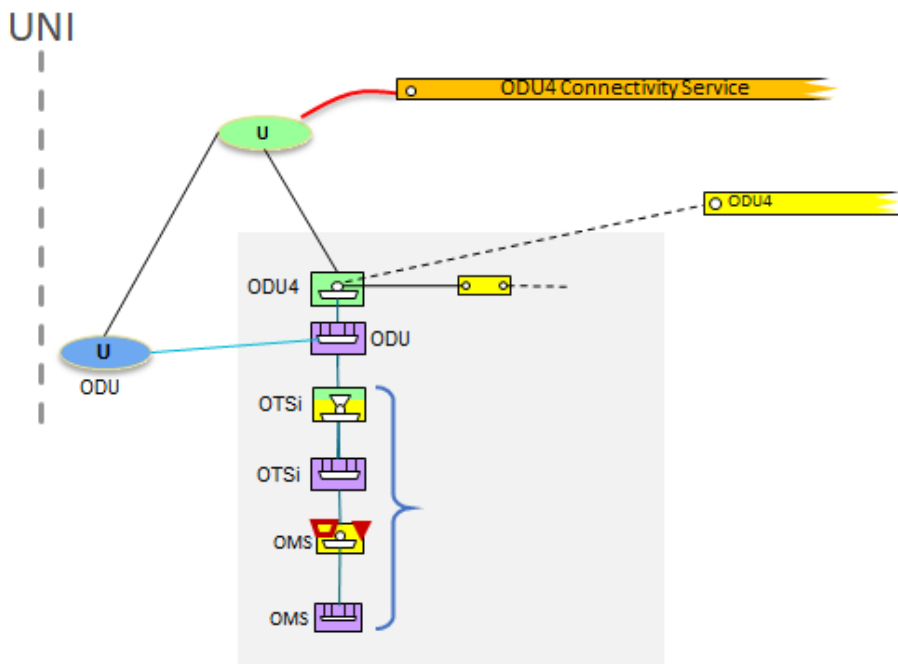 UNI
ODU4 Connectivity Service
U
ODU4
ODU4
ODU
U
ODU
OTSi
OTSi
OMS
OMS